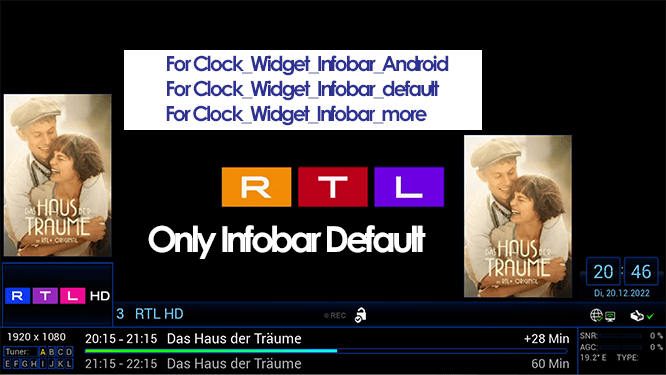 For Clock_Widget_Infobar_Android
For Clock_Widget_Infobar_default
For Clock_Widget_Infobar_more
DAS HAUS DER
TRÄUME
RTL+ ORIGINAL
RTL
Only Infobar Default
DAS HAUS DER
TRÄUME
RTL+ ORIGINAL
20:46
Di, 20.12.2022
RTL HD
3 RTL HD
REC
1920 x 1080
Tuner: A B C D
E F G H I J K L
20:15 - 21:15 Das Haus der Träume +28 Min
21:15 - 22:15 Das Haus der Träume 60 Min
SNR: 0 %
AGC: 0 %
19.2° E TYPE: